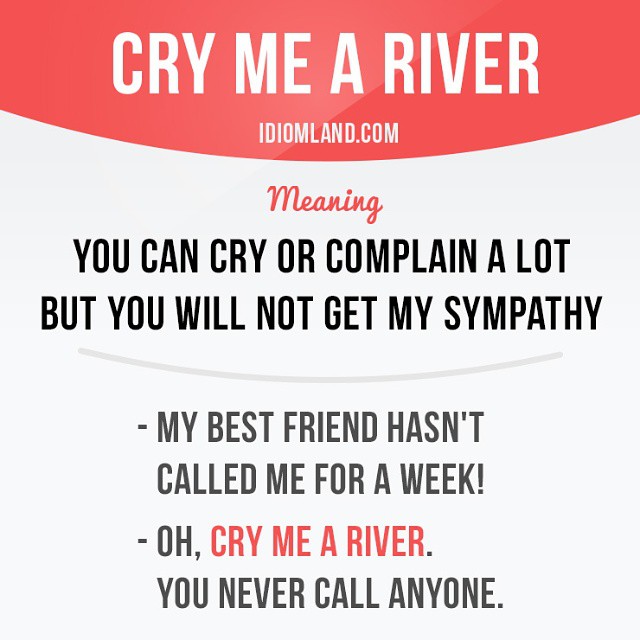 CRY ME A RIVER
IDIOMLAND.COM
Meaning
YOU CAN CRY OR COMPLAIN A LOT
BUT YOU WILL NOT GET MY SYMPATHY
- MY BEST FRIEND HASN'T
CALLED ME FOR A WEEK!
- OH, CRY ME A RIVER.
YOU NEVER CALL ANYONE.